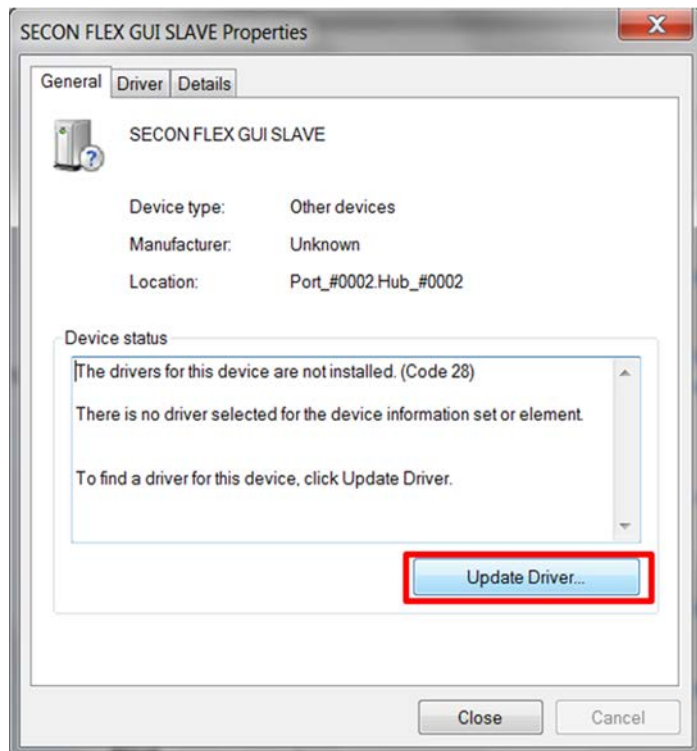 SECON FLEX GUI SLAVE Properties
General Driver Details
SECON FLEX GUI SLAVE
Device type: Other devices
Manufacturer: Unknown
Location: Port_#0002.Hub_#0002
Device status
The drivers for this device are not installed. (Code 28)
There is no driver selected for the device information set or element.
To find a driver for this device, click Update Driver.
Update Driver...
Close Cancel